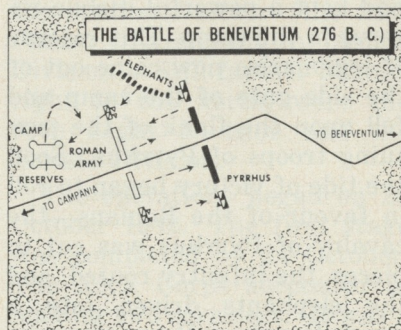 THE BATTLE OF BENEVENTUM (276 B. C.)
ELEPHANTS
CAMP
ROMAN
ARMY
TO BENEVENTUM
RESERVES
PYRRHUS
TO CAMPANIA